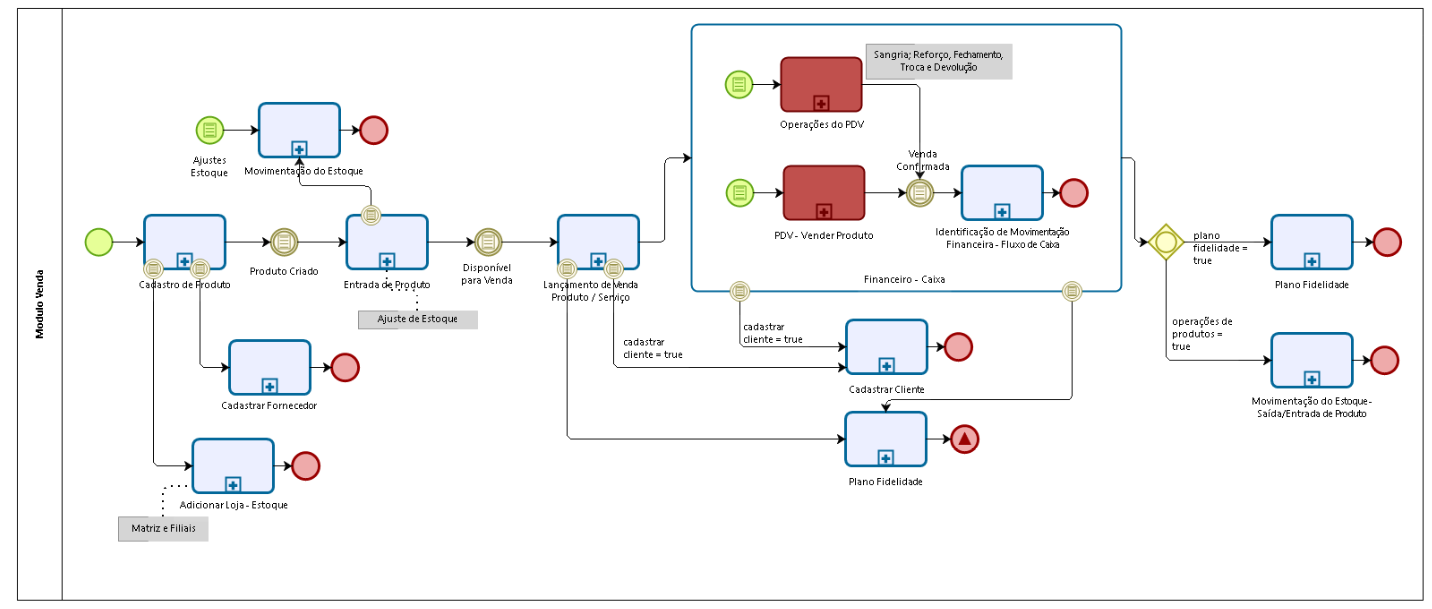 Modulo Venda
Ajustes
Estoque
Movimentação do Estoque
Cadastro de Produto
Produto Criado
Entrada de Produto
Ajuste de Estoque
Disponível
para Venda
Lançamento de Venda
Produto / Serviço
Cadastrar Fornecedor
Adicionar Loja - Estoque
Matriz e Filiais
Sangria; Reforço, Fechamento,
Troca e Devolução
Operações do PDV
Venda
Confirmada
PDV - Vender Produto
Identificação de Movimentação
Financeira - Fluxo de Caixa
Financeiro - Caixa
cadastrar
cliente = true
cadastrar
cliente = true
Cadastrar Cliente
Plano Fidelidade
plano
fidelidade =
true
Plano Fidelidade
operações de
produtos =
true
Movimentação do Estoque-
Saída/Entrada de Produto